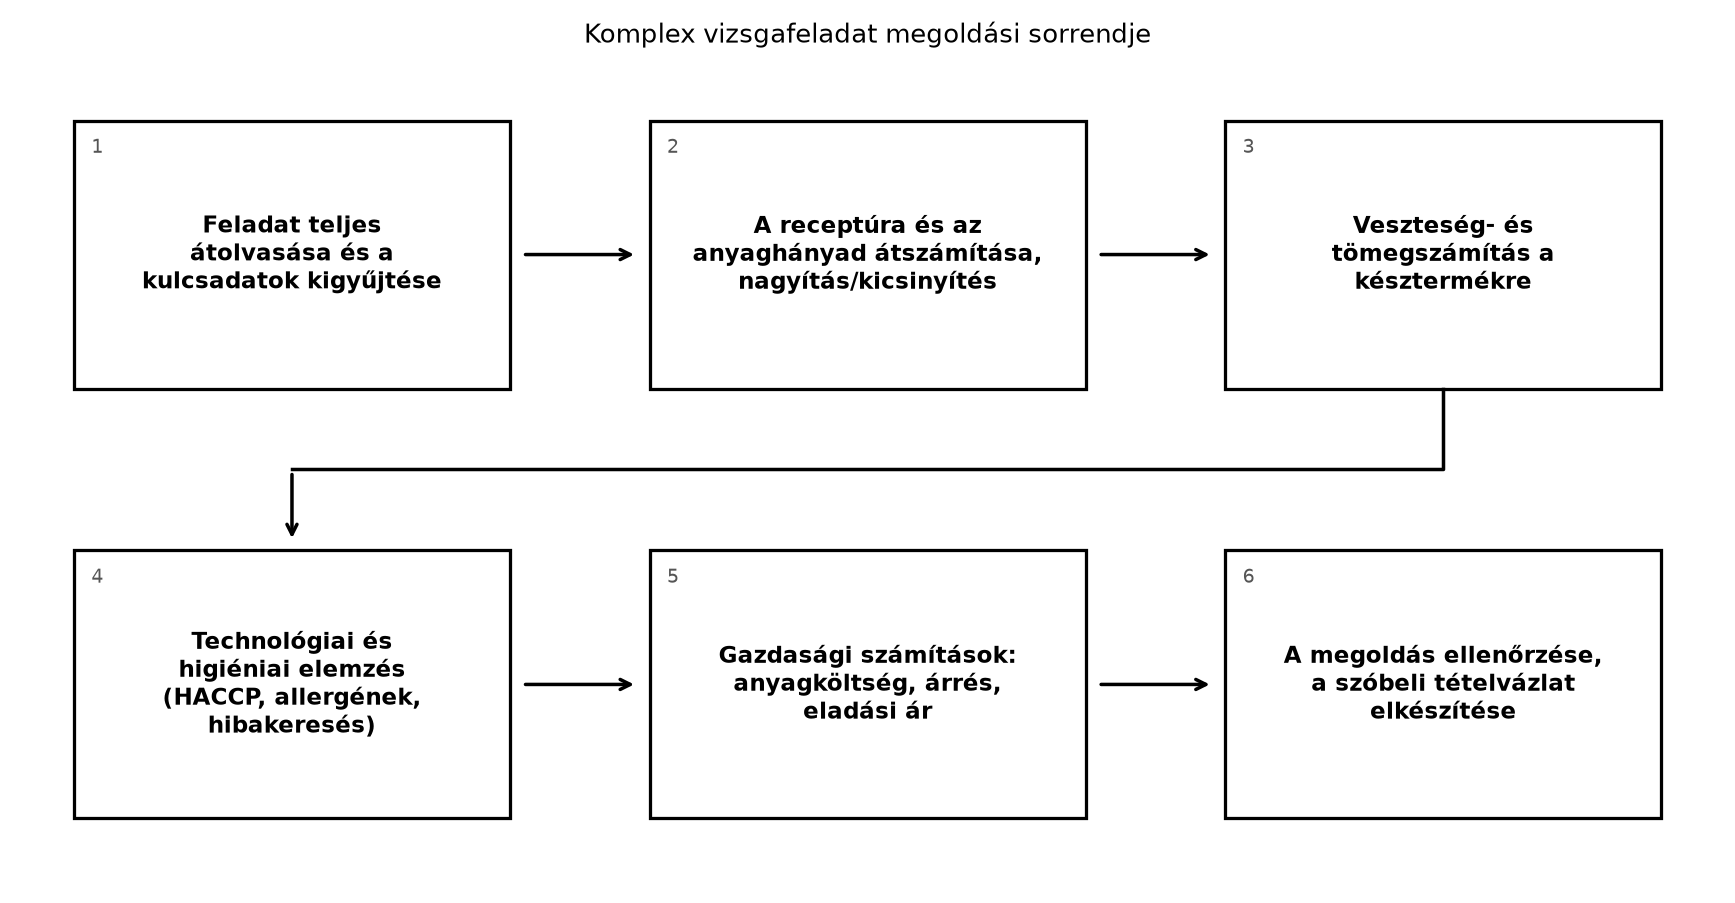 Komplex vizsgafeladat megoldási sorrendje
1
Feladat teljes
átolvasása és a
kulcsadatok kigyűjtése
2
A receptúra és az
anyaghányad átszámítása,
nagyítás/kicsinyítés
3
Veszteség- és
tömegszámítás a
késztermékre
4
Technológiai és
higiéniai elemzés
(HACCP, allergének,
hibakeresés)
5
Gazdasági számítások:
anyagköltség, árrés,
eladási ár
6
A megoldás ellenőrzése,
a szóbeli tételvázlat
elkészítése